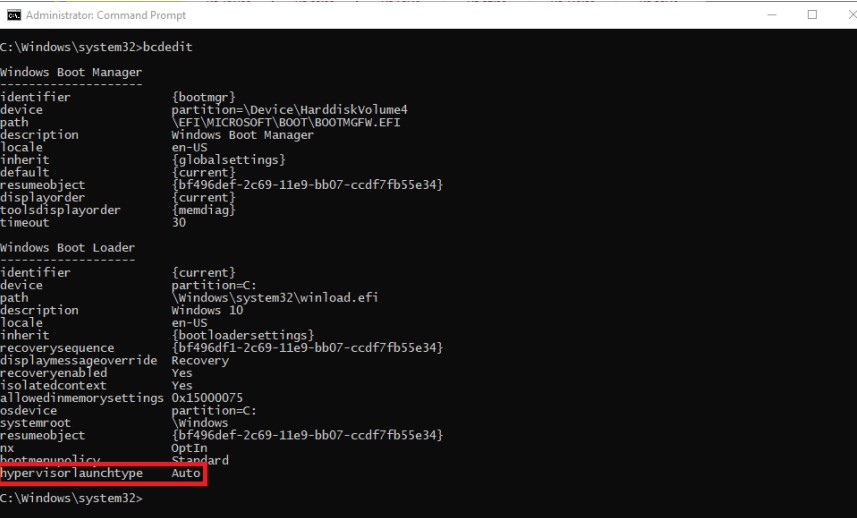 Administrator: Command Prompt
C:\Windows\system32>bcdedit
Windows Boot Manager
--------------------
identifier              {bootmgr}
device                  partition=\Device\HarddiskVolume4
path                    \EFI\MICROSOFT\BOOT\BOOTMGFW.EFI
description             Windows Boot Manager
locale                  en-US
inherit                 {globalsettings}
default                 {current}
resumeobject            {bf496def-2c69-11e9-bb07-ccdf7fb55e34}
displayorder            {current}
toolsdisplayorder       {memdiag}
timeout                 30
Windows Boot Loader
-------------------
identifier              {current}
device                  partition=C:
path                    \Windows\system32\winload.efi
description             Windows 10
locale                  en-US
inherit                 {bootloadersettings}
recoverysequence        {bf496df1-2c69-11e9-bb07-ccdf7fb55e34}
displaymessageoverride  Recovery
recoveryenabled         Yes
isolatedcontext         Yes
allowedinmemorysettings 0x15000075
osdevice                partition=C:
systemroot              \Windows
resumeobject            {bf496def-2c69-11e9-bb07-ccdf7fb55e34}
nx                      OptIn
bootmenupolicy          Standard
hypervisorlaunchtype    Auto
C:\Windows\system32>